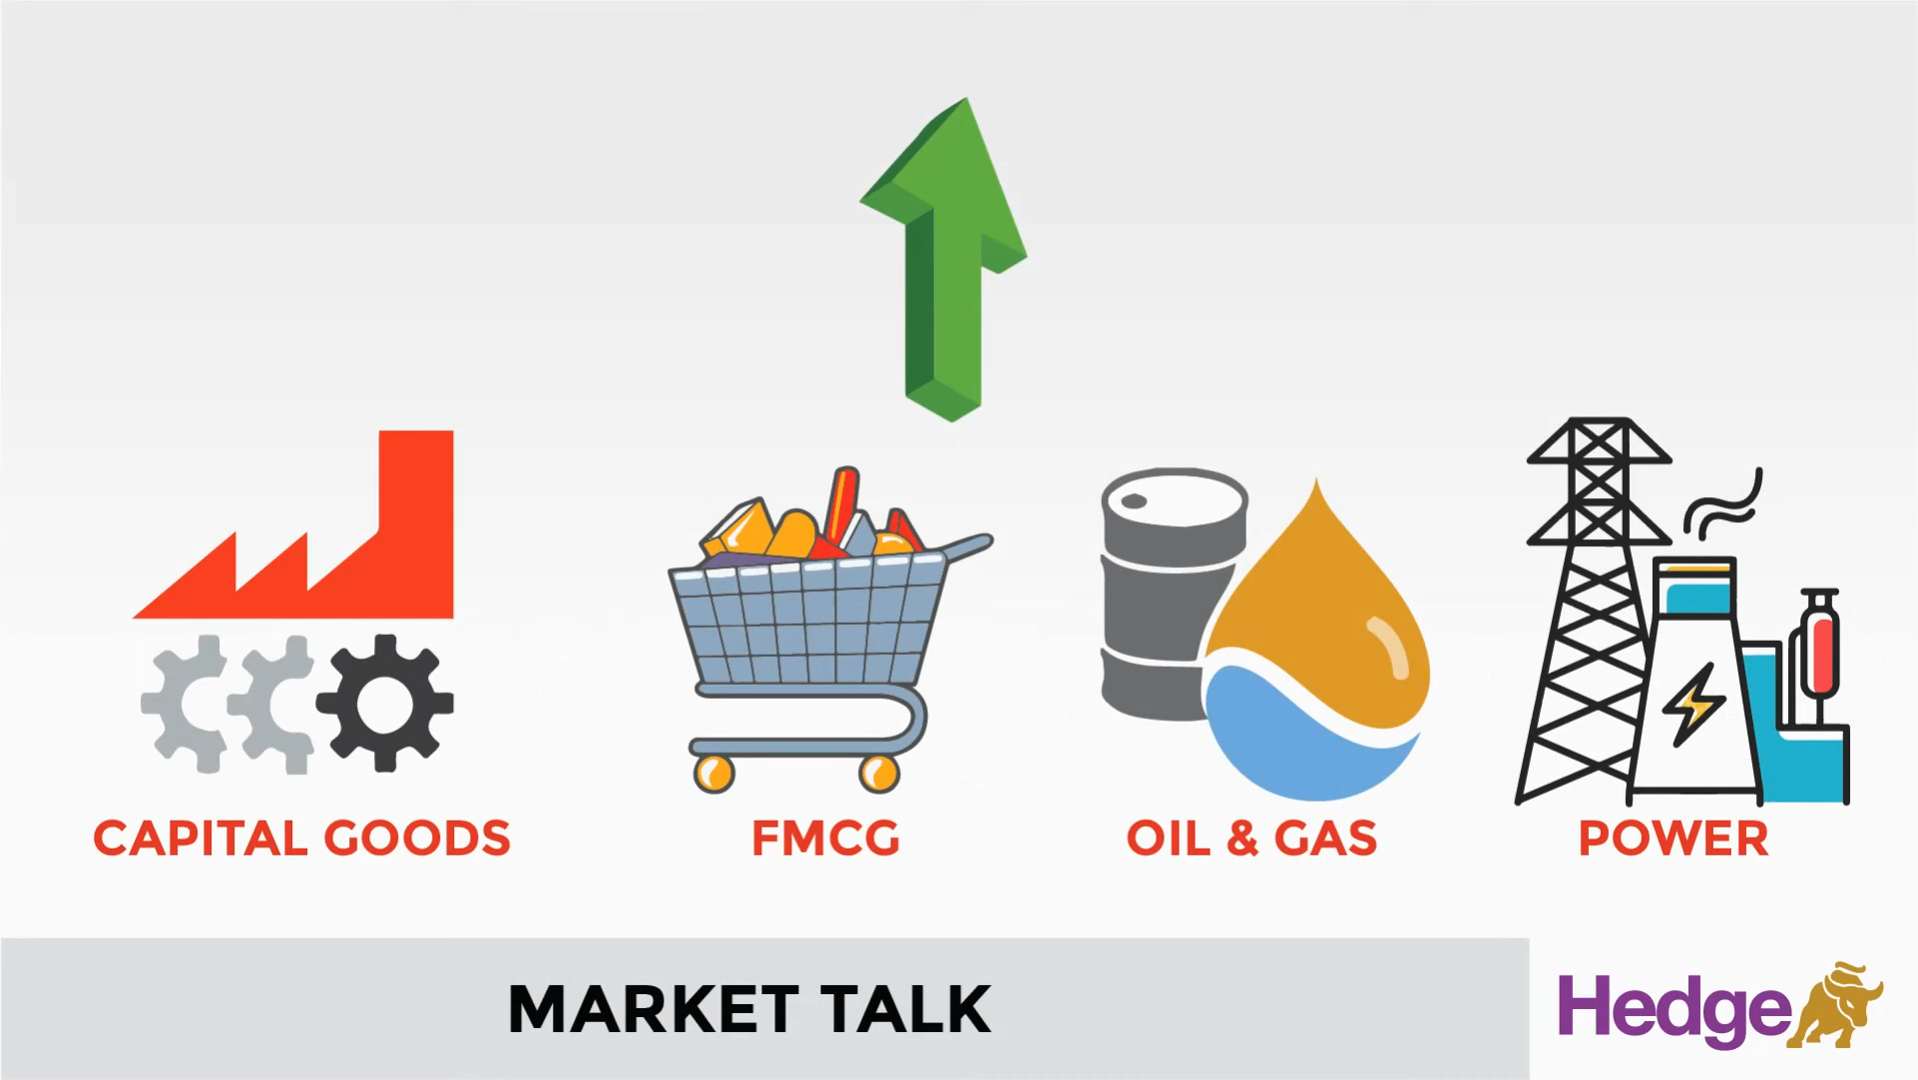 CAPITAL GOODS
FMCG
OIL & GAS
POWER
MARKET TALK
Hedge